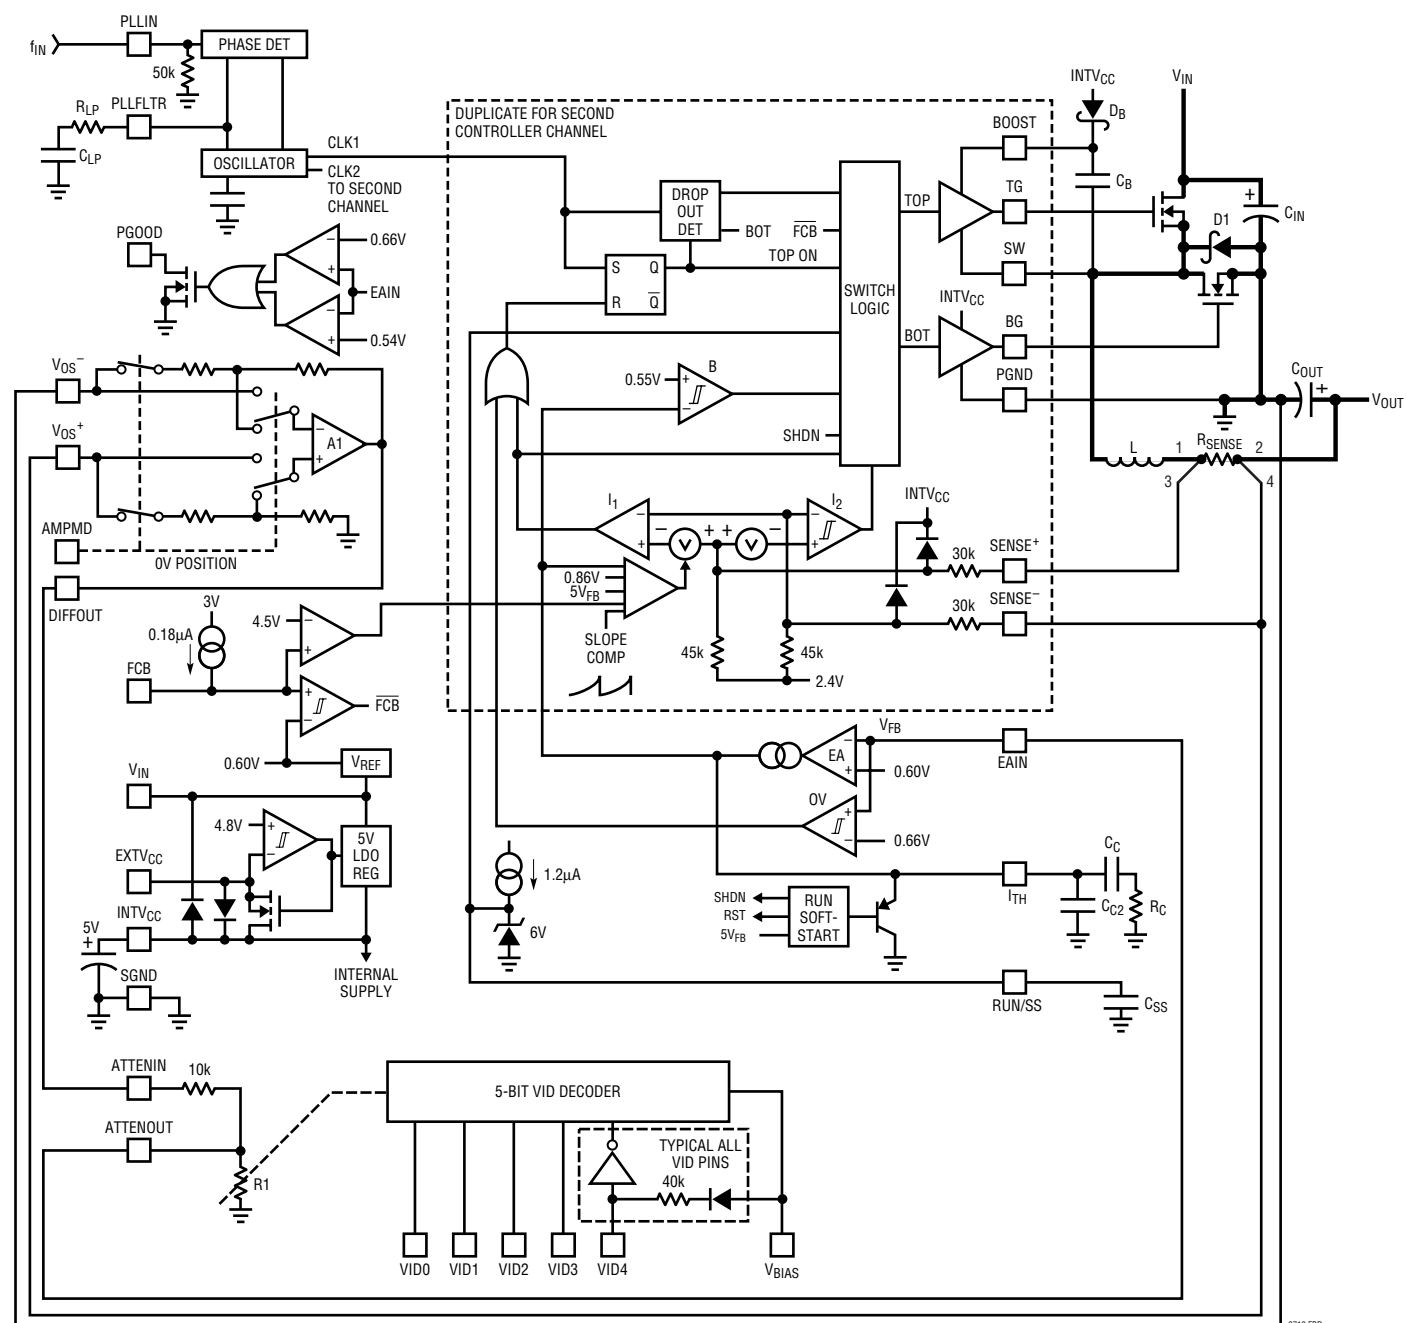 PLLIN
fIN
PHASE DET
50k
RLP
PLLFLTR
CLP
OSCILLATOR
CLK1
CLK2
TO SECOND
CHANNEL
DUPLICATE FOR SECOND
CONTROLLER CHANNEL
INTVCC
VIN
DB
BOOST
CB
DROP
OUT
DET
BOT
FCB
TOP
TG
+
CIN
D1
SW
PGOOD
−
0.66V
+
EAIN
−
+
0.54V
S
Q
R
Q
TOP ON
SWITCH
LOGIC
INTVCC
BOT
BG
PGND
COUT
+
VOUT
VOS−
VOS+
−
A1
+
0.55V
B
+
−
SHDN
L
1
RSENSE
2
3
4
AMPMD
0V POSITION
DIFFOUT
I1
−
+
−
+
+
−
I2
−
+
INTVCC
30k
SENSE+
30k
SENSE−
0.86V
5VFB
SLOPE
COMP
45k
45k
2.4V
3V
0.18µA
4.5V
−
+
FCB
+
−
FCB
0.60V
VREF
VFB
−
EA
+
0.60V
EAIN
OV
+
−
0.66V
VIN
4.8V
+
−
5V
LDO
REG
EXTVCC
INTVCC
5V
+
SGND
INTERNAL
SUPPLY
1.2µA
6V
SHDN
RST
5VFB
RUN
SOFT-
START
ITH
CC
CC2
RC
RUN/SS
CSS
ATTENIN
10k
ATTENOUT
R1
5-BIT VID DECODER
TYPICAL ALL
VID PINS
40k
VID0
VID1
VID2
VID3
VID4
VBIAS